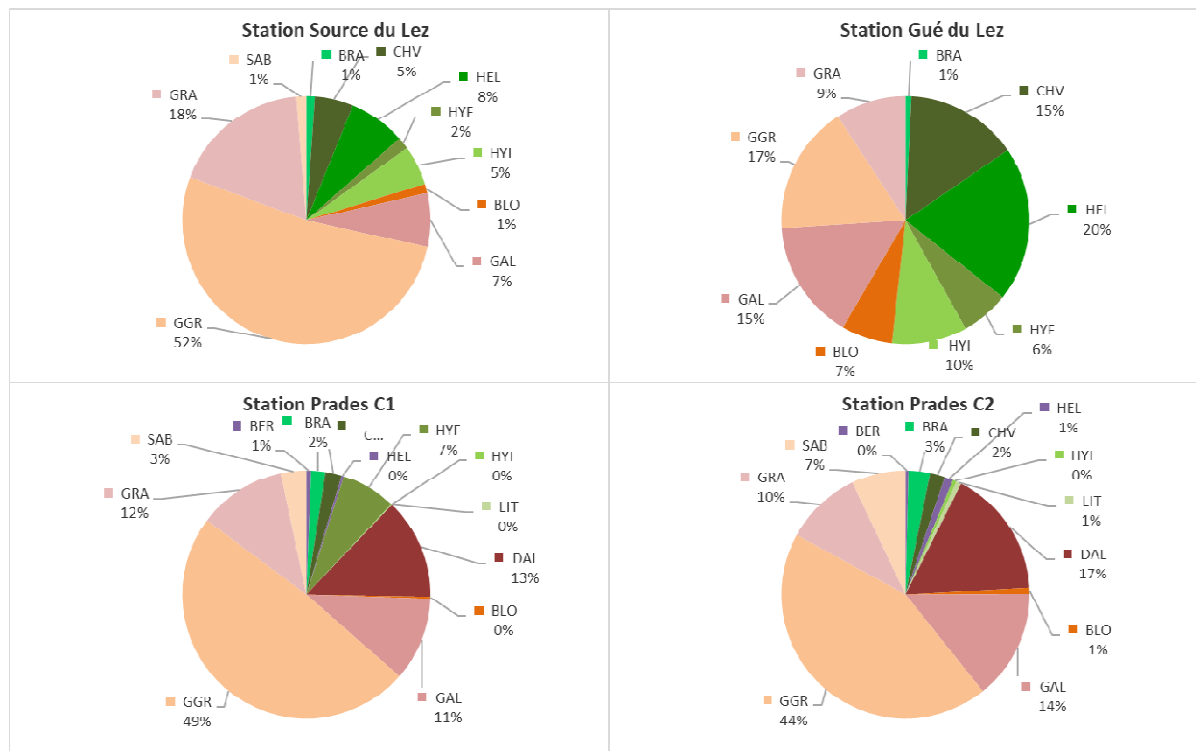 Station Source du Lez
SAB
1%
BRA
1%
CHV
5%
HEL
8%
HYF
2%
HYI
5%
BLO
1%
GAL
7%
GGR
52%
GRA
18%
Station Gué du Lez
BRA
1%
CHV
15%
HEL
20%
HYF
6%
HYI
10%
BLO
7%
GAL
15%
GGR
17%
GRA
9%
Station Prades C1
BER
1%
BRA
2%
C...
HEL
0%
HYF
7%
HYI
0%
LIT
0%
DAL
13%
BLO
0%
GAL
11%
GGR
49%
GRA
12%
SAB
3%
Station Prades C2
BER
0%
BRA
3%
CHV
2%
HEL
1%
HYI
0%
LIT
1%
DAL
17%
BLO
1%
GAL
14%
GGR
44%
GRA
10%
SAB
7%